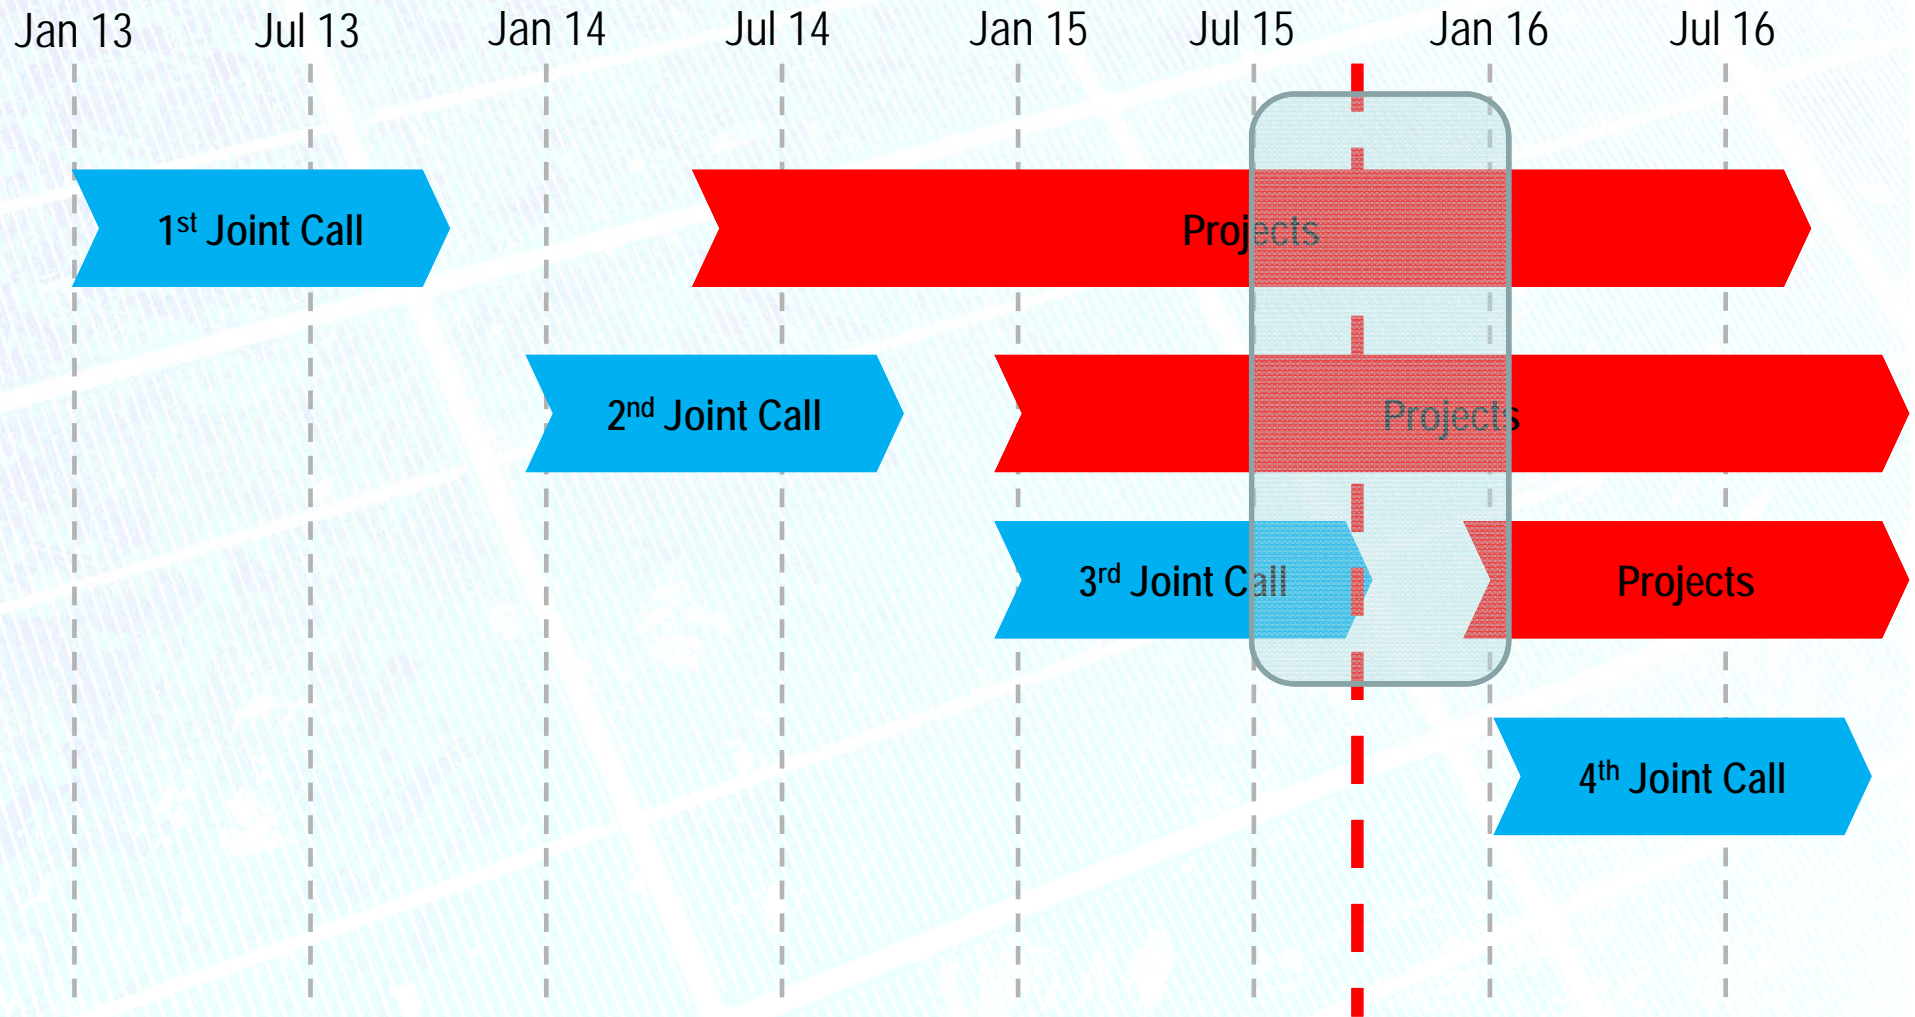 Jan 13 Jul 13 Jan 14 Jul 14 Jan 15 Jul 15 Jan 16 Jul 16
1st Joint Call Projects
2nd Joint Call Projects
3rd Joint Call Projects
4th Joint Call